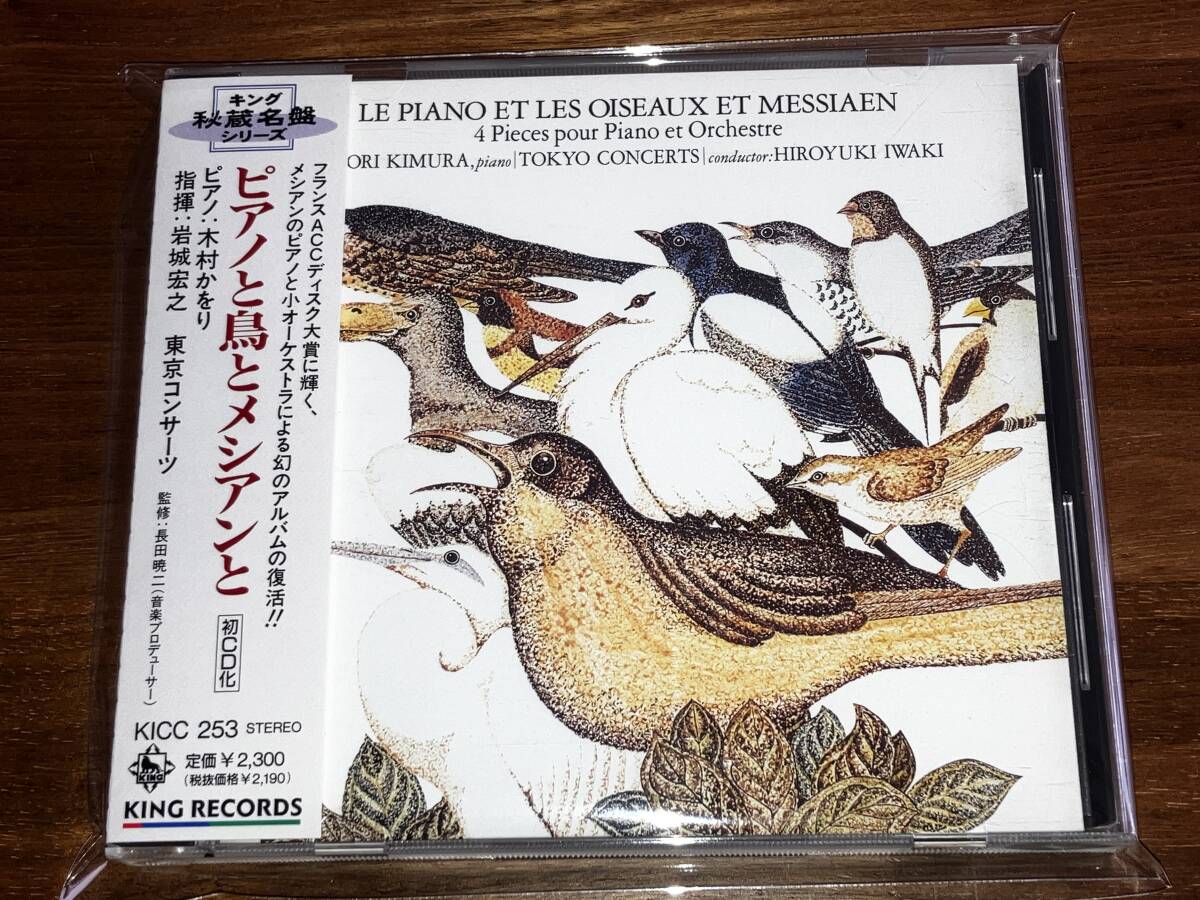 キング
秘蔵名盤
シリーズ
フランスACCディスク大賞に輝く、
メシアンのピアノと小オーケストラによる幻のアルバムの復活!!
ピアノと鳥とメシアンと
初CD化
ピアノ:木村かをり
指揮:岩城宏之 東京コンサーツ
監修:長田暁二(音楽プロデューサー)
KICC 253 STEREO
KING
定価¥2,300
(税抜価格¥2,190)
KING RECORDS
LE PIANO ET LES OISEAUX ET MESSIAEN
4 Pieces pour Piano et Orchestre
ORI KIMURA, piano | TOKYO CONCERTS | conductor: HIROYUKI IWAKI